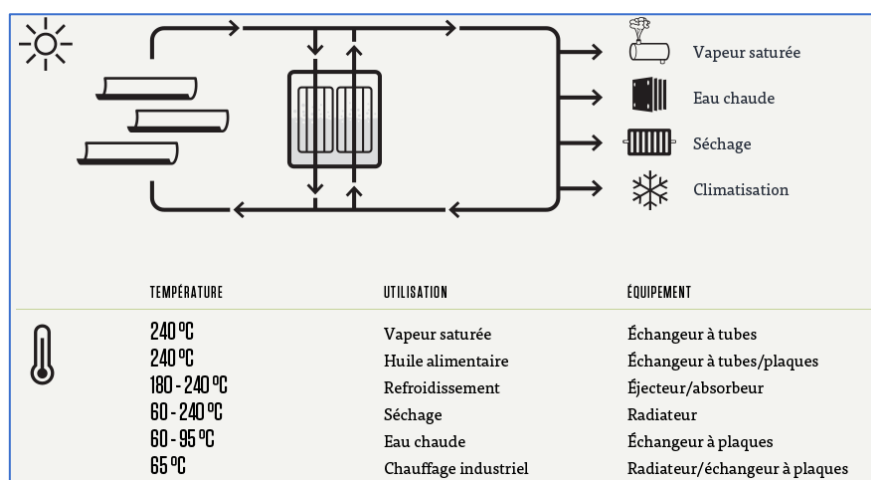 Vapeur saturée
Eau chaude
Séchage
Climatisation
TEMPÉRATURE UTILISATION ÉQUIPEMENT
240 ºC Vapeur saturée Échangeur à tubes
240 ºC Huile alimentaire Échangeur à tubes/plaques
180 - 240 ºC Refroidissement Éjecteur/absorbeur
60 - 240 ºC Séchage Radiateur
60 - 95 ºC Eau chaude Échangeur à plaques
65 ºC Chauffage industriel Radiateur/échangeur à plaques